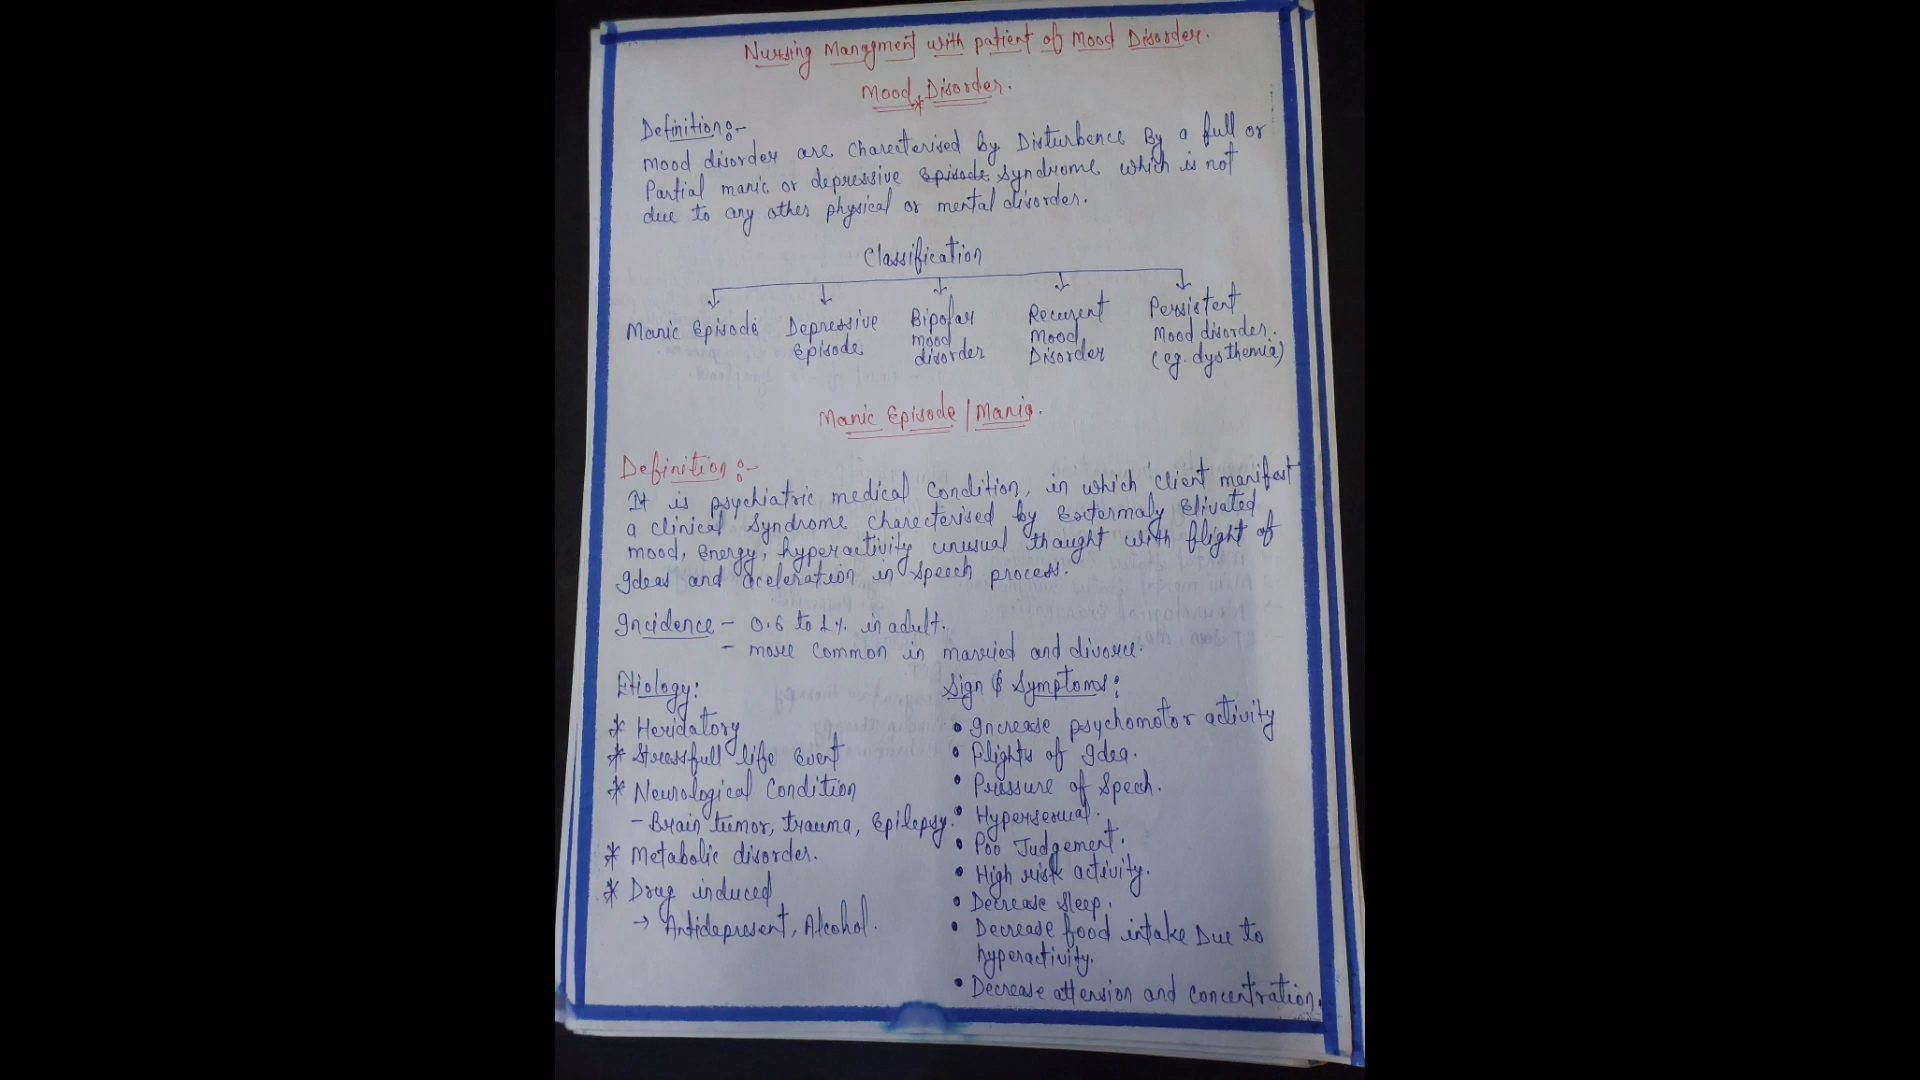 Nursing Managment with patient of Mood Disorder.
Mood Disorder.
Definition:-
Mood disorder are charecterised by Disturbence By a full or
Partial manic or depressive Episode Syndrome which is not
due to any other physical or mental disorder.
Classification
Manic Episode
Depressive Episode
Bipolar mood disorder
Recurent Mood Disorder
Persistent Mood disorder. (eg. dysthemia)
Manic Episode / Mania.
Definition:-
It is psychiatric medical condition, in which client manifest
a clinical Syndrome charecterised by Extermaly Elivated
mood, Energy, hyperactivity unusual thought with flight of
Ideas and aceleration in speech process.
Incidence - 0.6 to 1% in adult.
- more common in married and divorce.
Etiology:
* Heridatory
* Stressfull life Event
* Neurological Condition
- Brain tumor, trauma, Epilepsy.
* Metabolic disorder.
* Drug induced
→ Antidepresent, Alcohol.
Sign & Symptoms:
• Increase psychomotor activity
• Flights of Idea.
• Pressure of Speech.
• Hypersexual.
• Poo Judgement.
• High risk activity.
• Decrease Sleep.
• Decrease food intake Due to
hyperactivity.
• Decrease attension and Concentration.